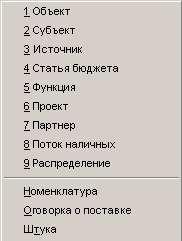 1 Объект
2 Субъект
3 Источник
4 Статья бюджета
5 Функция
6 Проект
7 Партнер
8 Поток наличных
9 Распределение
Номенклатура
Оговорка о поставке
Штука